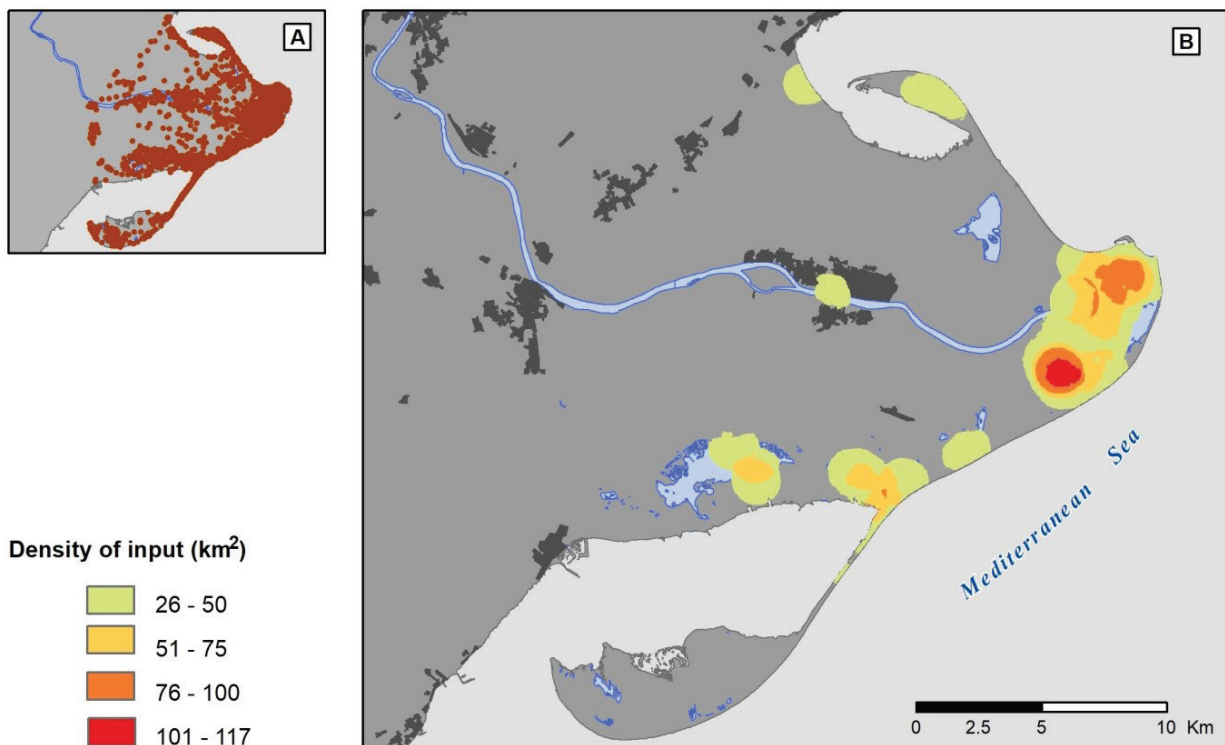 A
B
Mediterranean Sea
Density of input (km²)
26 - 50
51 - 75
76 - 100
101 - 117
0 2.5 5 10 Km